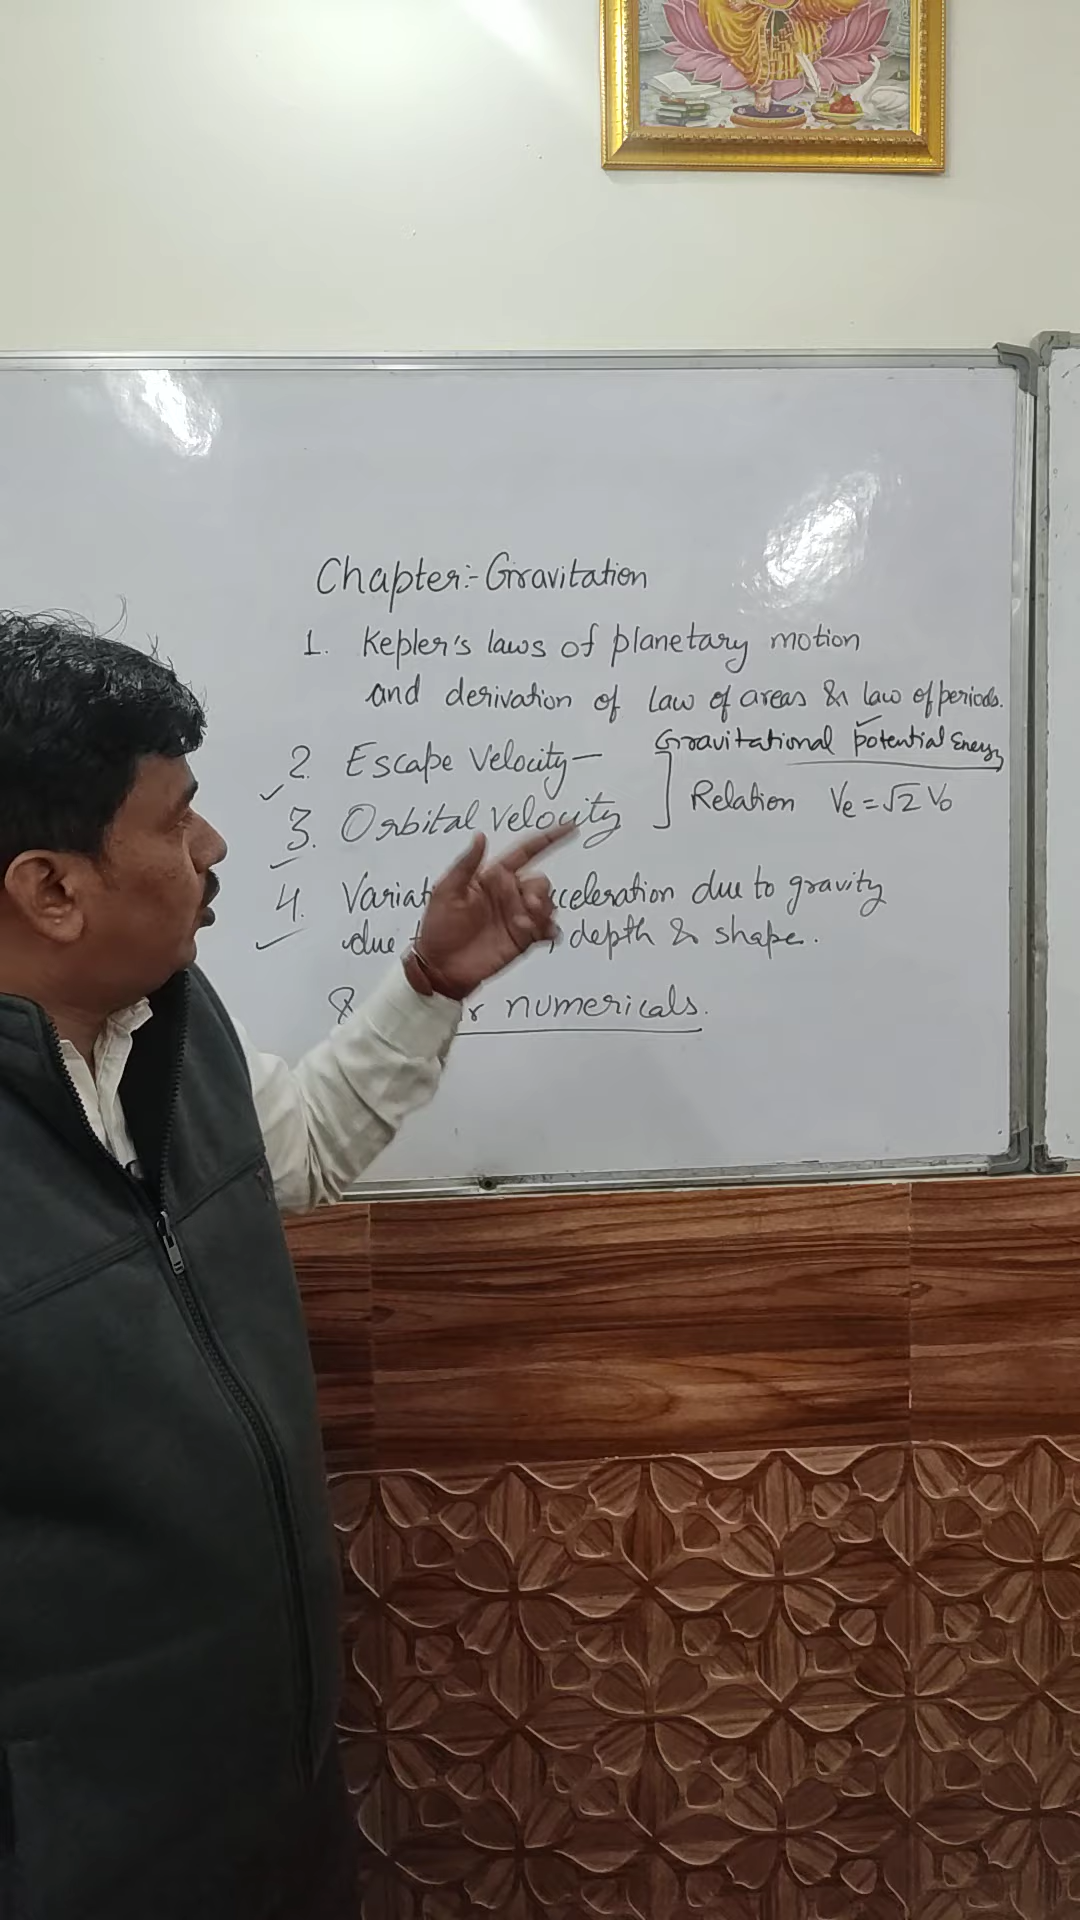 Chapter:- Gravitation
1. Kepler's laws of planetary motion
and derivation of law of areas & law of periods.
Gravitational potential Energy
2. Escape Velocity-
3. Orbital Velocity
Relation Ve = √2 Vo
4. celeration due to gravity
due depth & shape.
numericals.